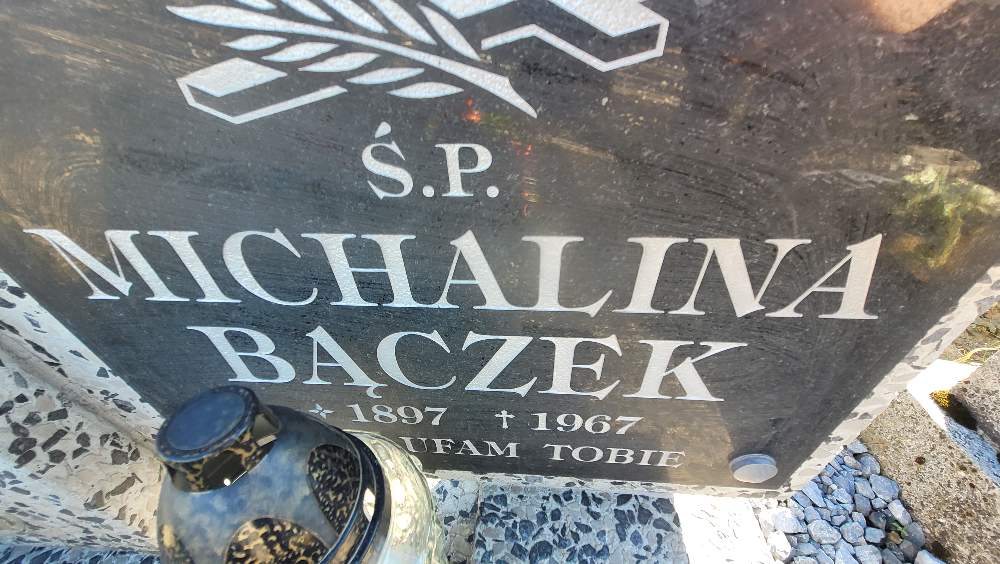 Ś.P.
MICHALINA
BĄCZEK
* 1897 † 1967
UFAM TOBIE